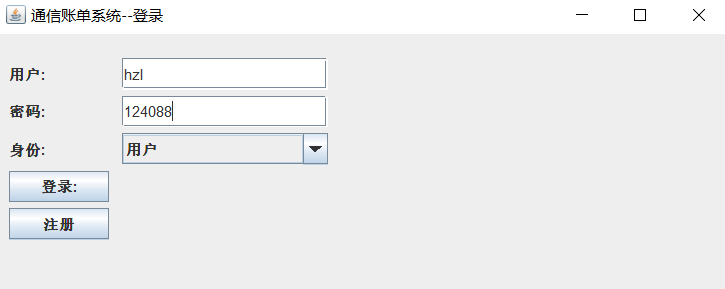 通信账单系统--登录
用户: hzl
密码: 124088
身份: 用户
登录:
注册